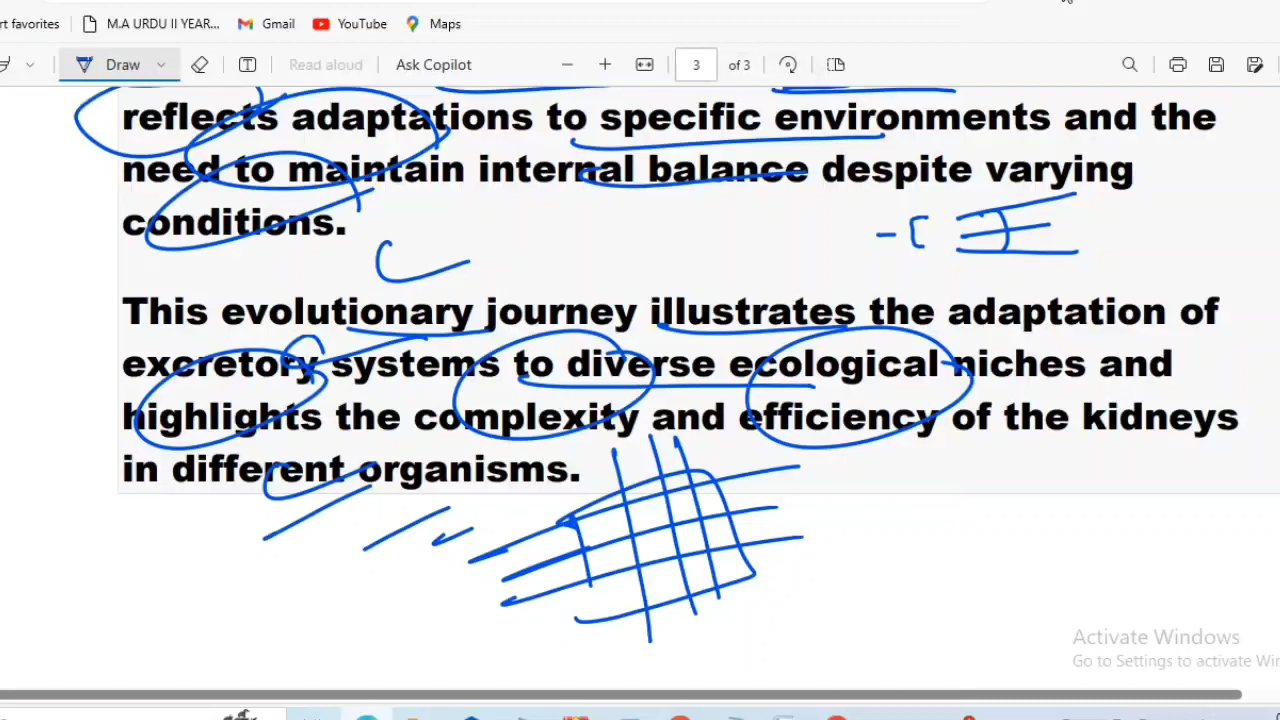 rt favorites M.A URDU II YEAR... Gmail YouTube Maps
Draw Read aloud Ask Copilot 3 of 3
reflects adaptations to specific environments and the
need to maintain internal balance despite varying
conditions.
This evolutionary journey illustrates the adaptation of
excretory systems to diverse ecological niches and
highlights the complexity and efficiency of the kidneys
in different organisms.
Activate Windows
Go to Settings to activate Win